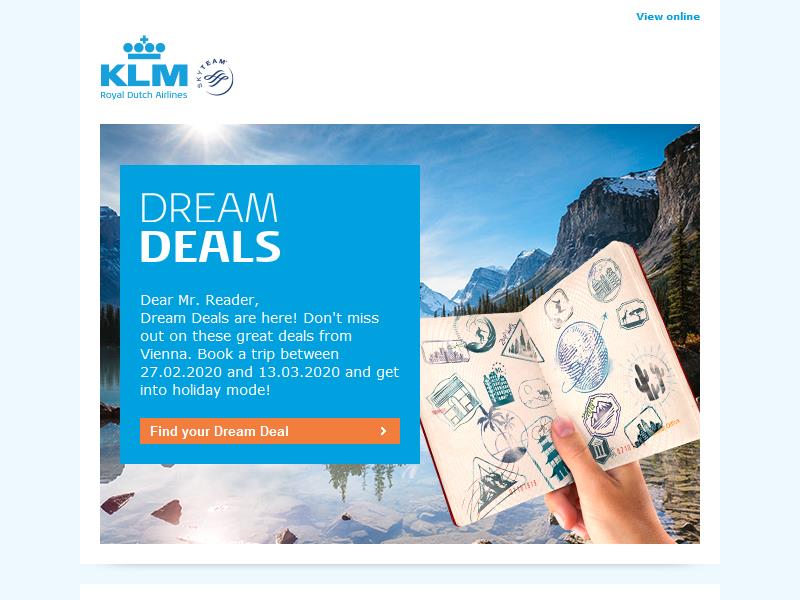 View online
KLM
Royal Dutch Airlines
SKYTEAM
DREAM
DEALS
Dear Mr. Reader,
Dream Deals are here! Don't miss
out on these great deals from
Vienna. Book a trip between
27.02.2020 and 13.03.2020 and get
into holiday mode!
Find your Dream Deal